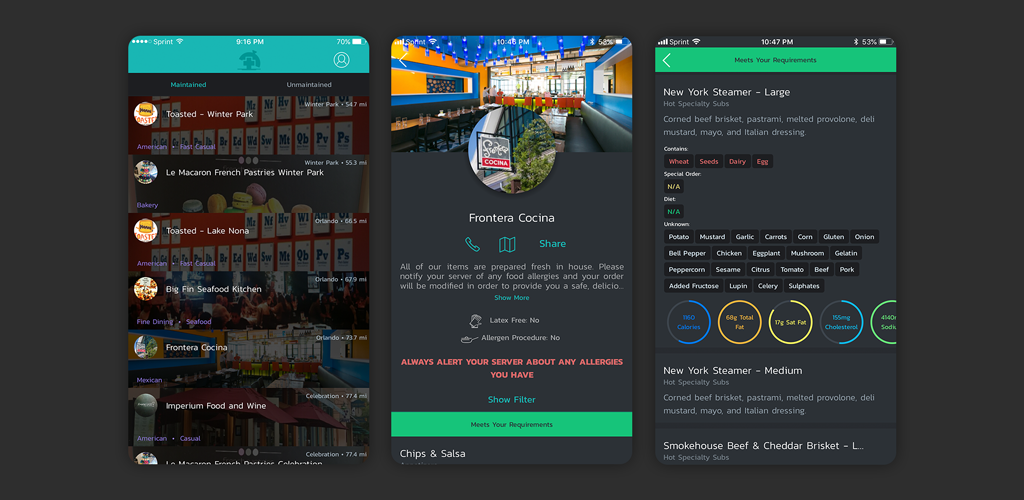 Sprint 9:16 PM 70%
Maintained Unmaintained
Winter Park • 54.7 mi
Toasted - Winter Park
American • Fast Casual
Winter Park • 55.3 mi
Le Macaron French Pastries Winter Park
Bakery
Orlando • 66.5 mi
Toasted - Lake Nona
American • Fast Casual
Orlando • 67.9 mi
Big Fin Seafood Kitchen
Fine Dining • Seafood
Orlando • 73.7 mi
Frontera Cocina
Mexican
Celebration • 77.4 mi
Imperium Food and Wine
American • Casual
Celebration • 77.4 mi
Le Macaron French Pastries Celebration
Sprint 10:46 PM 53%
COCINA
Frontera Cocina
Share
All of our items are prepared fresh in house. Please
notify your server of any food allergies and your order
will be modified in order to provide you a safe, delicio...
Show More
Latex Free: No
Allergen Procedure: No
ALWAYS ALERT YOUR SERVER ABOUT ANY ALLERGIES
YOU HAVE
Show Filter
Meets Your Requirements
Chips & Salsa
Sprint 10:47 PM 53%
Meets Your Requirements
New York Steamer - Large
Hot Specialty Subs
Corned beef brisket, pastrami, melted provolone, deli
mustard, mayo, and Italian dressing.
Contains:
Wheat Seeds Dairy Egg
Special Order:
N/A
Diet:
N/A
Unknown:
Potato Mustard Garlic Carrots Corn Gluten Onion
Bell Pepper Chicken Eggplant Mushroom Gelatin
Peppercorn Sesame Citrus Tomato Beef Pork
Added Fructose Lupin Celery Sulphates
1160 Calories
68g Total Fat
17g Sat Fat
155mg Cholesterol
New York Steamer - Medium
Hot Specialty Subs
Corned beef brisket, pastrami, melted provolone, deli
mustard, mayo, and Italian dressing.
Smokehouse Beef & Cheddar Brisket - L...
Hot Specialty Subs